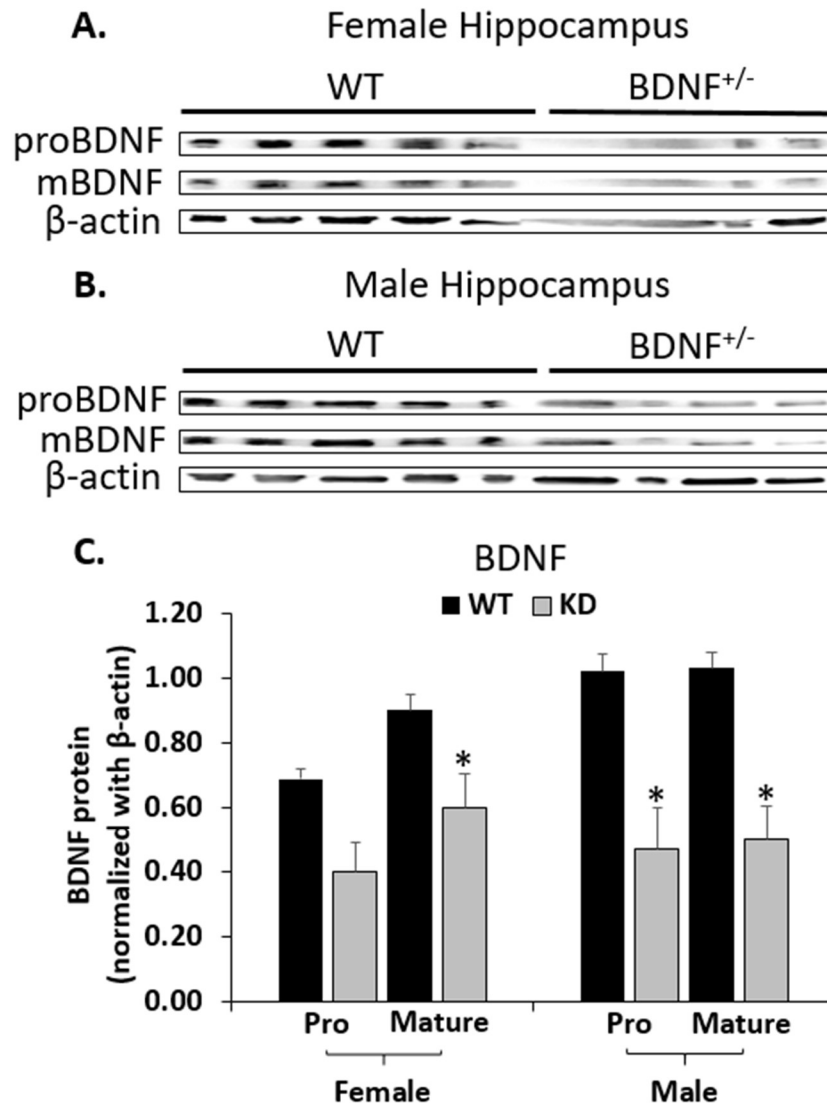 A. Female Hippocampus
WT BDNF+/-
proBDNF
mBDNF
β-actin
B. Male Hippocampus
WT BDNF+/-
proBDNF
mBDNF
β-actin
C. BDNF
WT KD
BDNF protein
(normalized with β-actin)
1.20
1.00
0.80
0.60
0.40
0.20
0.00
*
* *
Pro Mature Pro Mature
Female Male